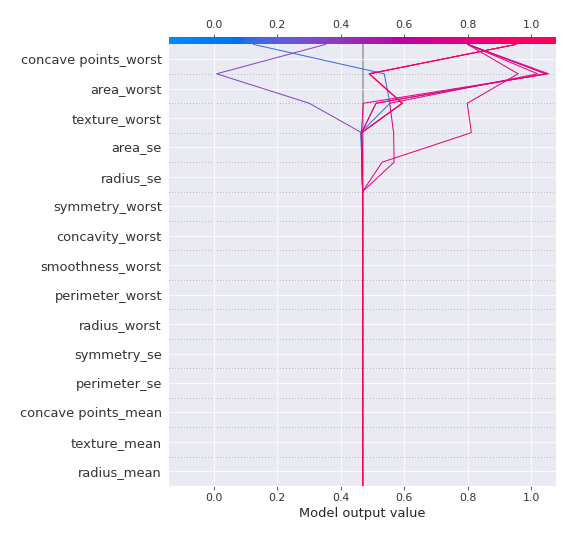 0.0 0.2 0.4 0.6 0.8 1.0
concave points_worst
area_worst
texture_worst
area_se
radius_se
symmetry_worst
concavity_worst
smoothness_worst
perimeter_worst
radius_worst
symmetry_se
perimeter_se
concave points_mean
texture_mean
radius_mean
0.0 0.2 0.4 0.6 0.8 1.0
Model output value